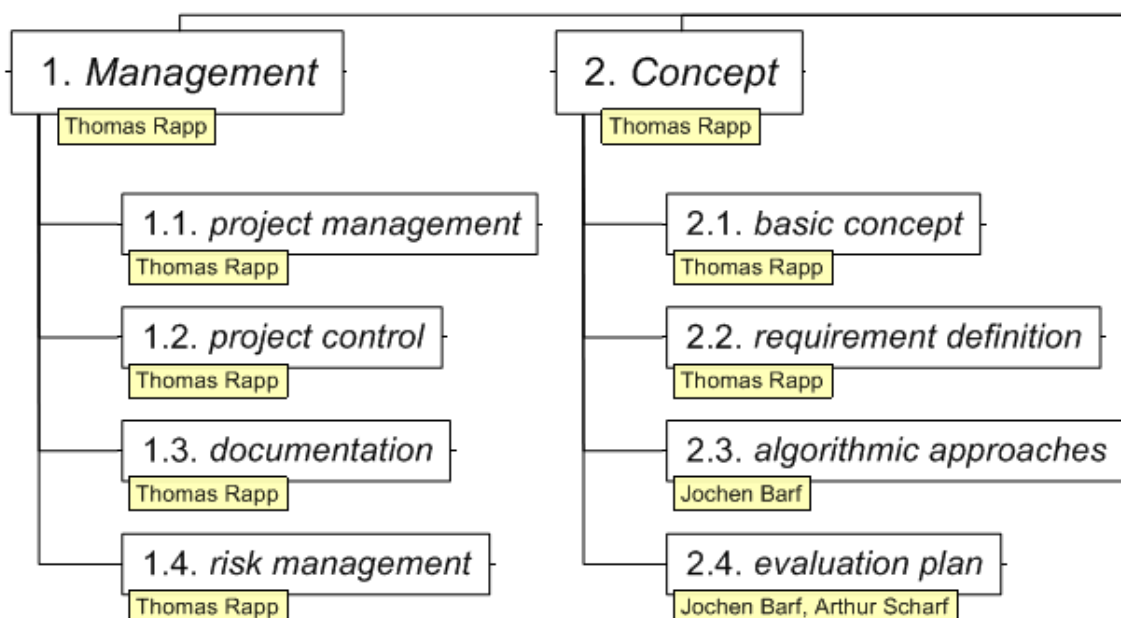 1. Management
Thomas Rapp
1.1. project management
Thomas Rapp
1.2. project control
Thomas Rapp
1.3. documentation
Thomas Rapp
1.4. risk management
Thomas Rapp
2. Concept
Thomas Rapp
2.1. basic concept
Thomas Rapp
2.2. requirement definition
Thomas Rapp
2.3. algorithmic approaches
Jochen Barf
2.4. evaluation plan
Jochen Barf, Arthur Scharf